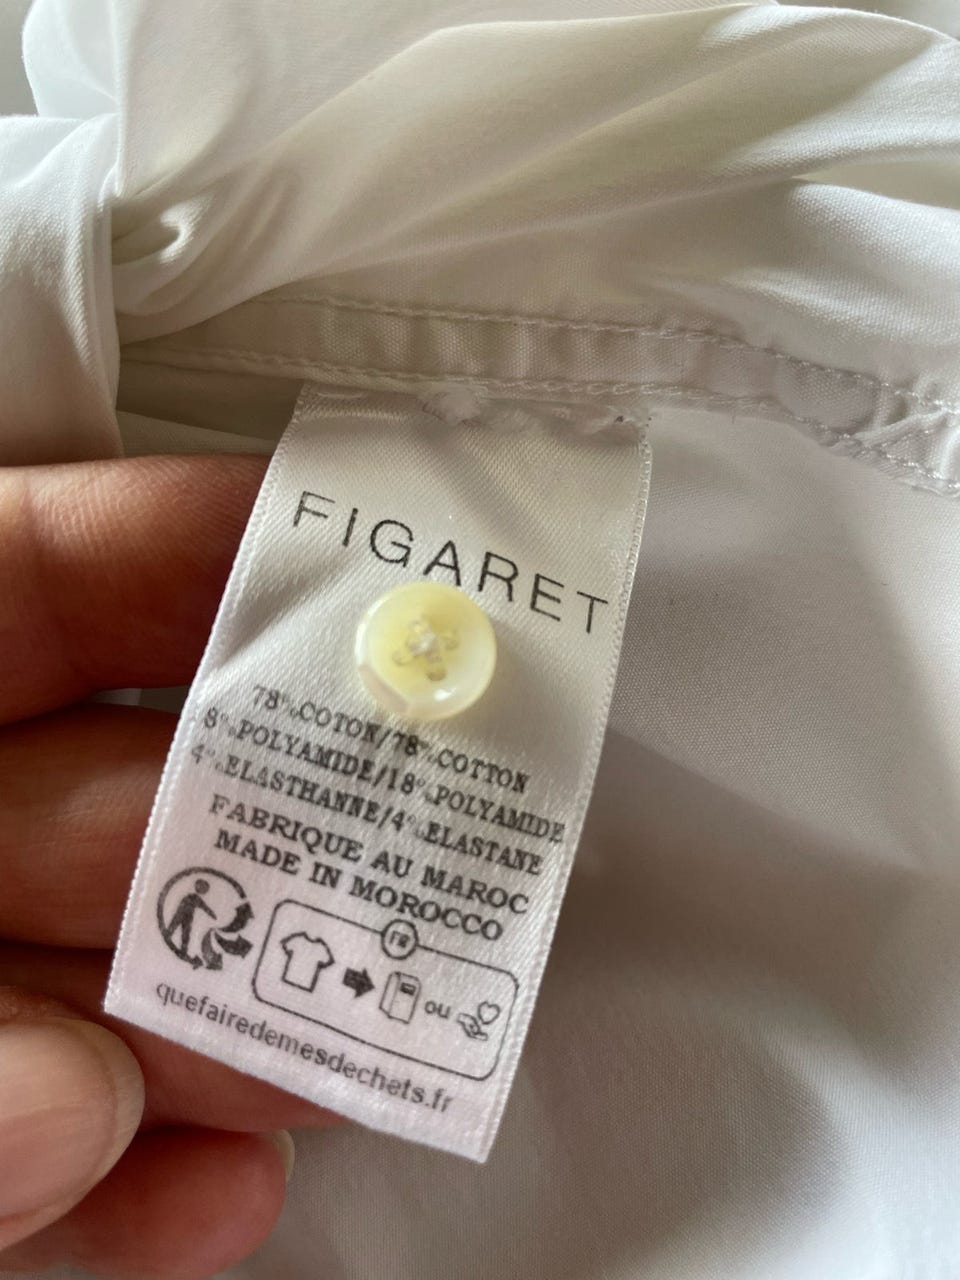 FIGARET
78%COTON/78%COTTON
8%POLYAMIDE/18%POLYAMIDE
4%ELASTHANNE/4%ELASTANE
FABRIQUE AU MAROC
MADE IN MOROCCO
FR
ou
quefairedemesdechets.fr